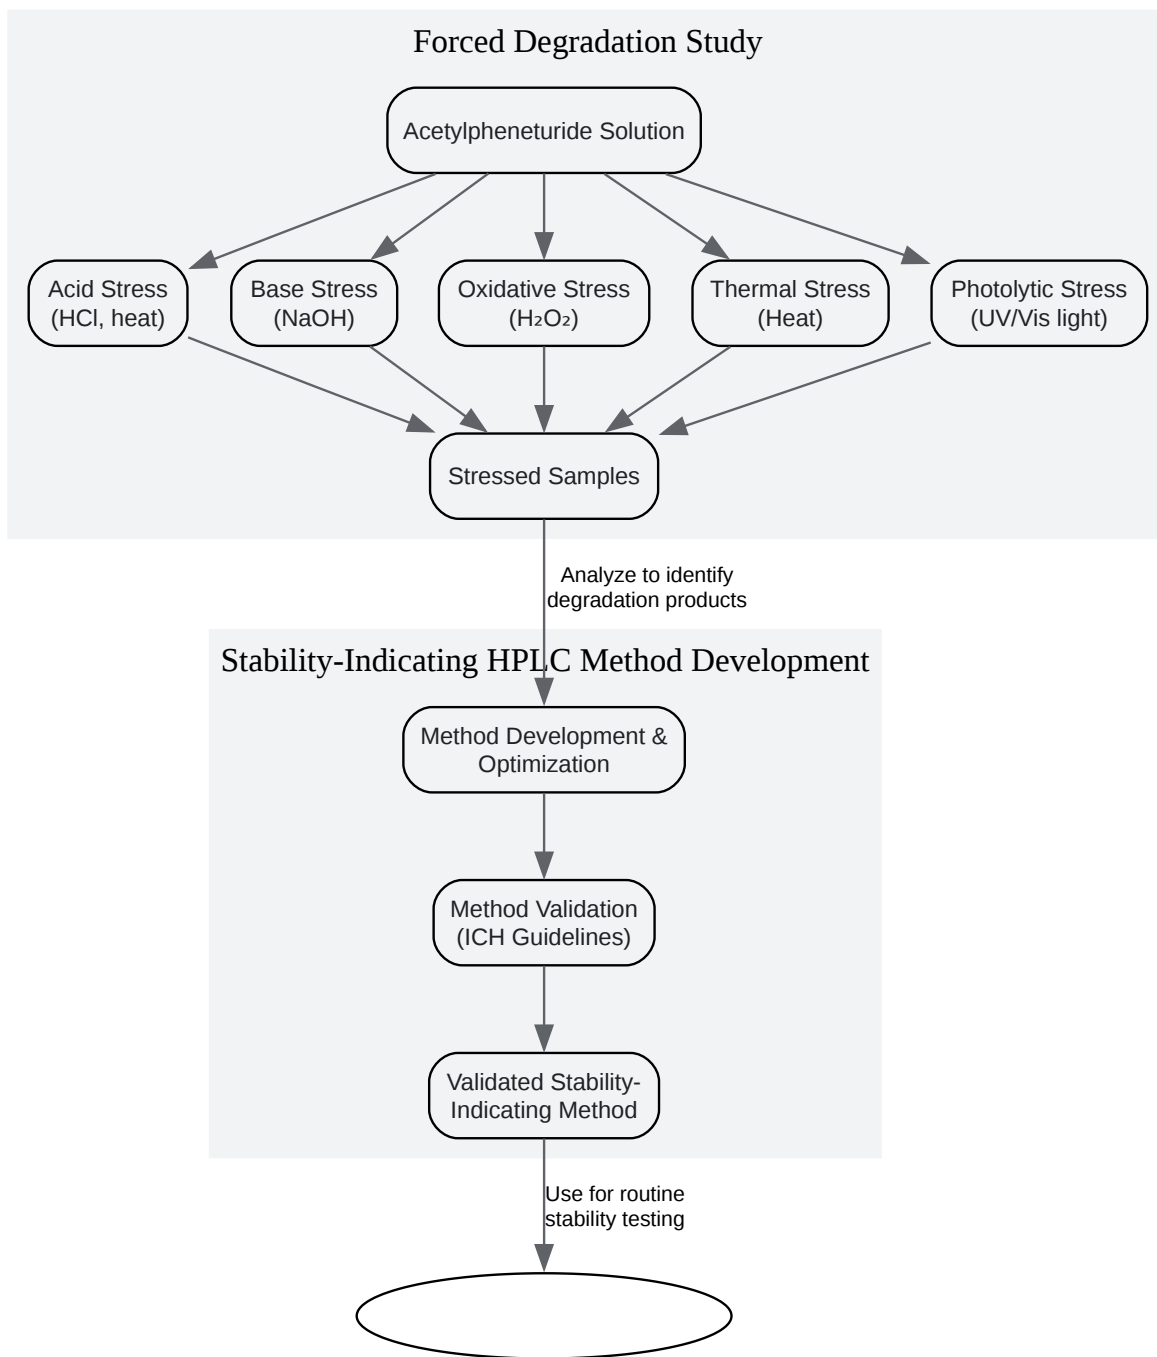 Forced Degradation Study
Acetylpheneturide Solution
Acid Stress
(HCl, heat)
Base Stress
(NaOH)
Oxidative Stress
(H₂O₂)
Thermal Stress
(Heat)
Photolytic Stress
(UV/Vis light)
Stressed Samples
Analyze to identify
degradation products
Stability-Indicating HPLC Method Development
Method Development &
Optimization
Method Validation
(ICH Guidelines)
Validated Stability-
Indicating Method
Use for routine
stability testing